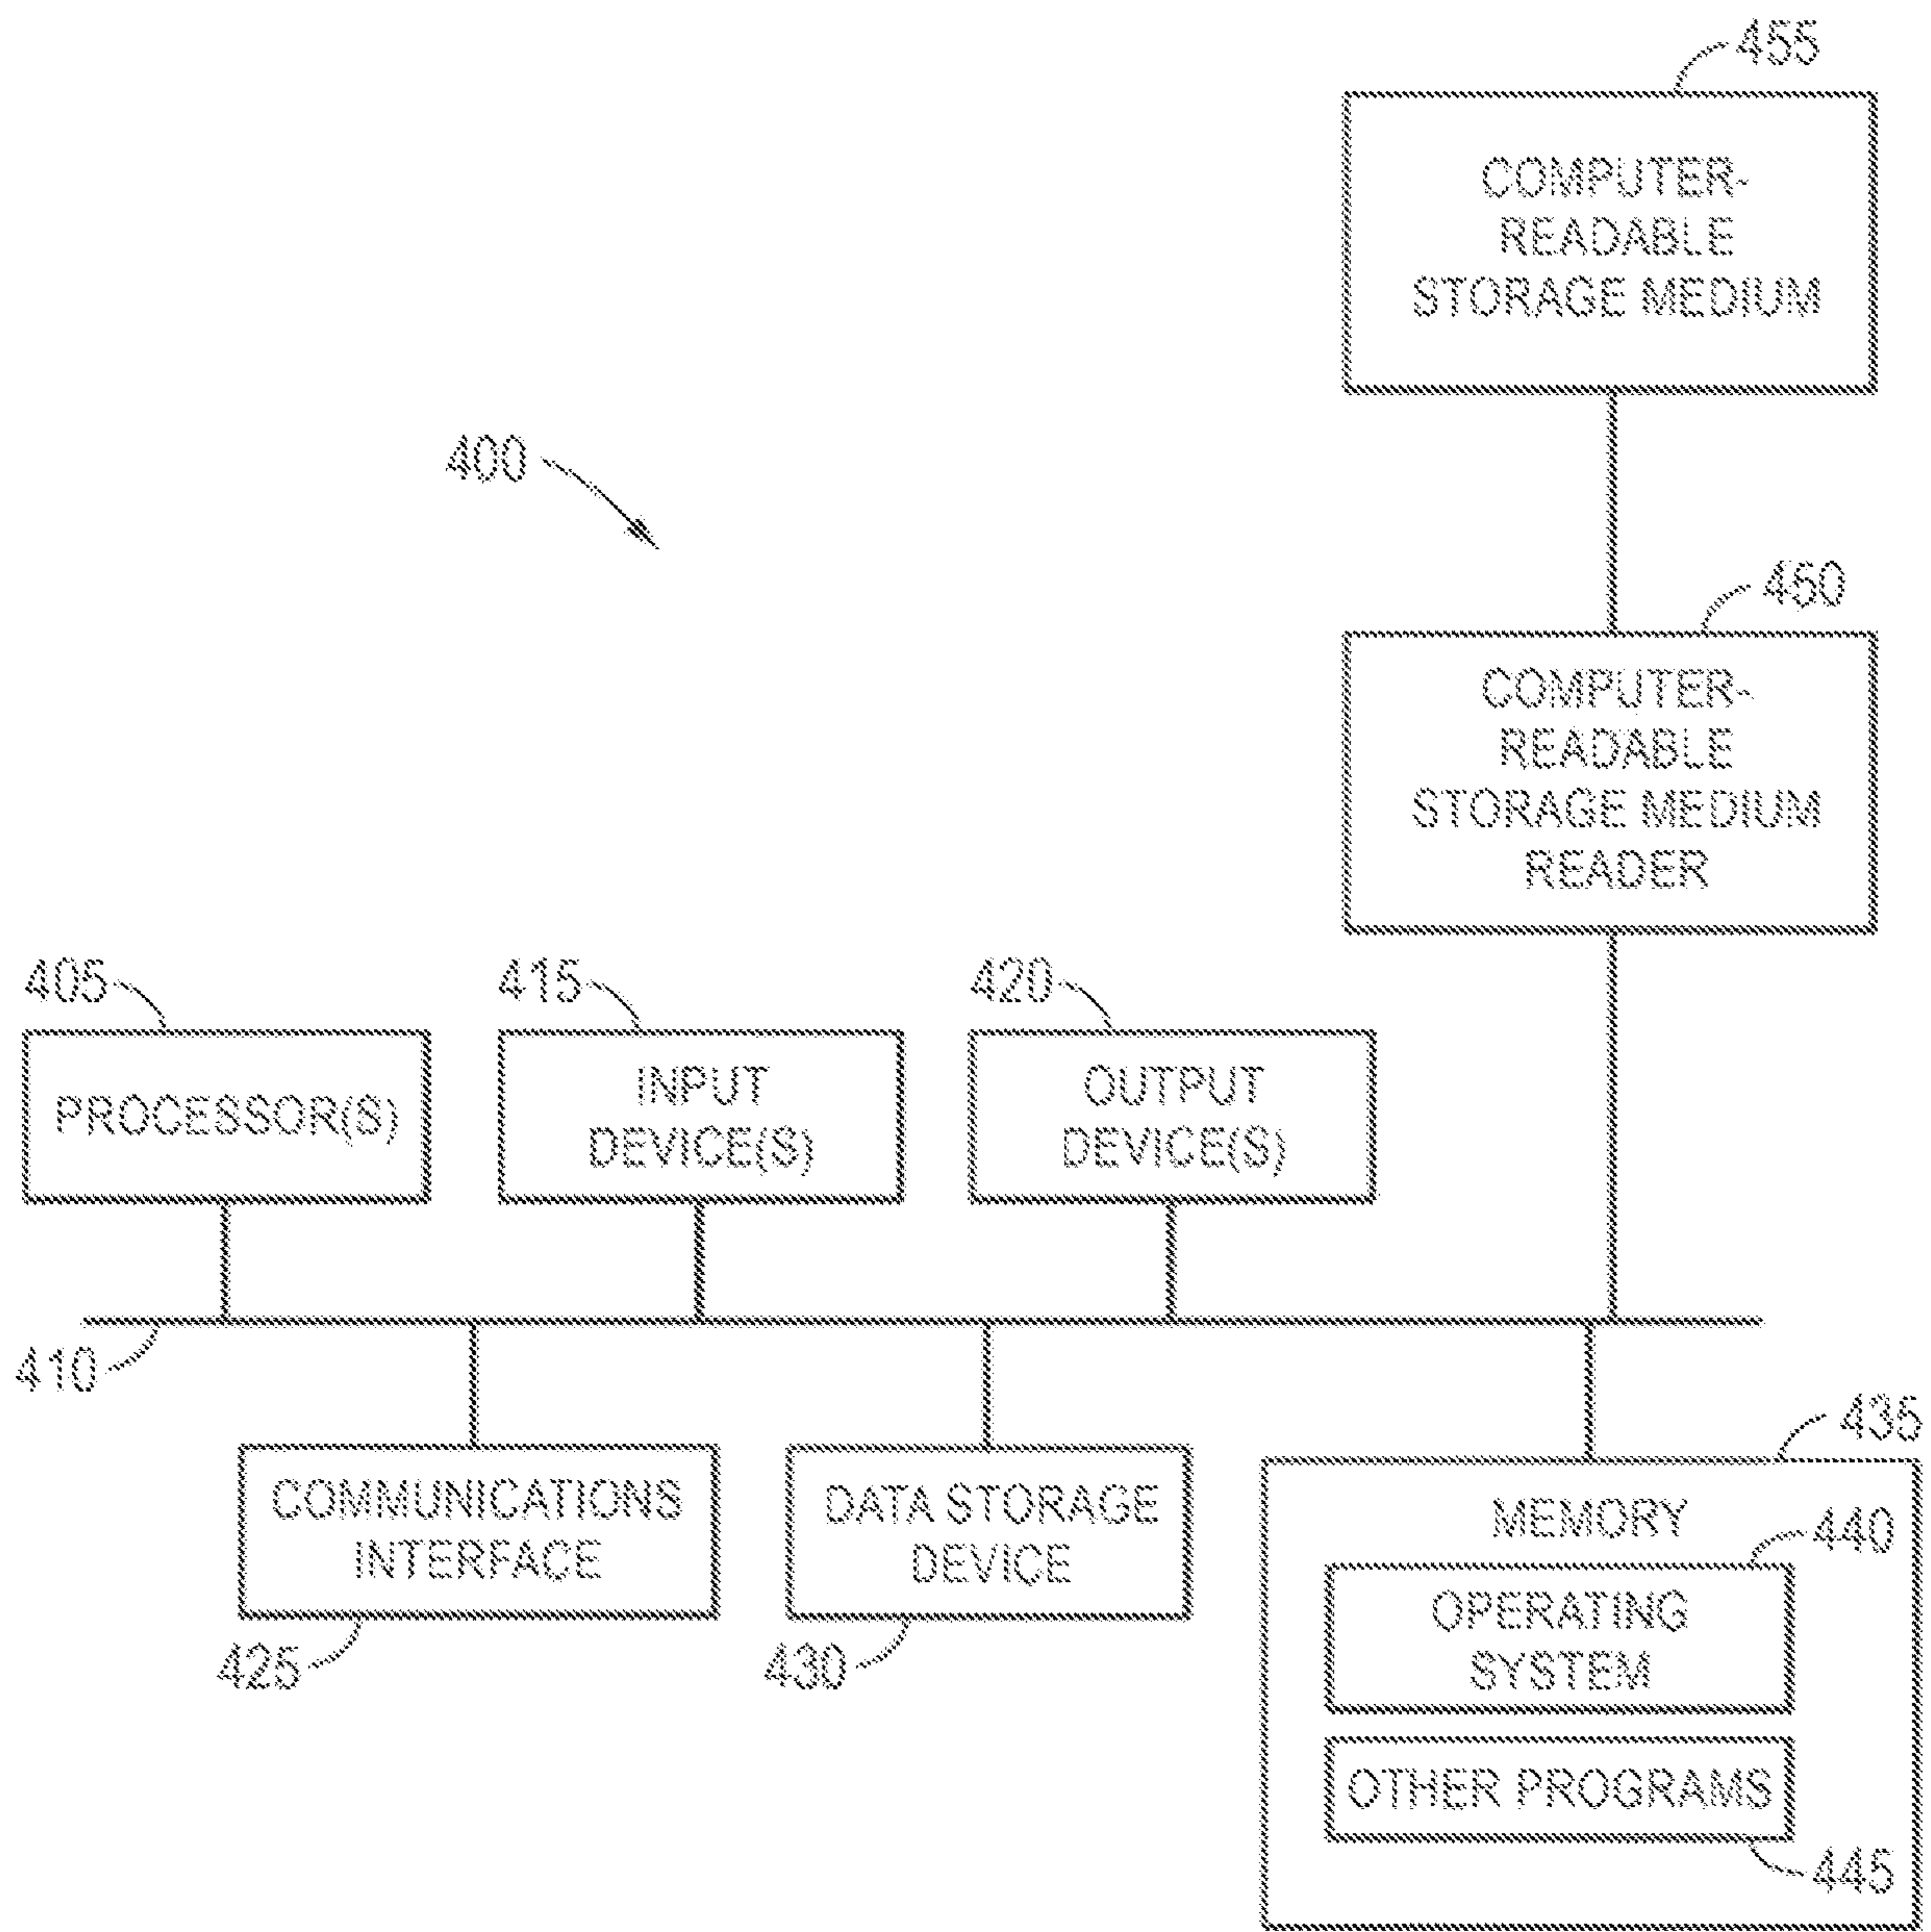 455
COMPUTER-
READABLE
STORAGE MEDIUM
400
450
COMPUTER-
READABLE
STORAGE MEDIUM
READER
405
PROCESSOR(S)
415
INPUT
DEVICE(S)
420
OUTPUT
DEVICE(S)
410
COMMUNICATIONS
INTERFACE
425
DATA STORAGE
DEVICE
430
435
MEMORY
440
OPERATING
SYSTEM
OTHER PROGRAMS
445